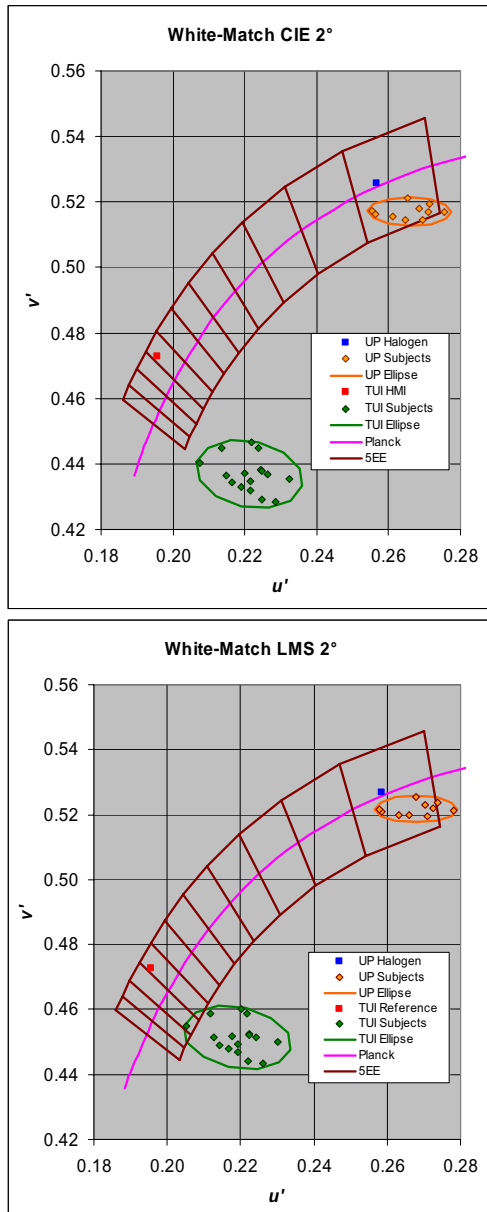 White-Match CIE 2°
0.56
0.54
0.52
0.50
0.48
0.46
0.44
0.42
v'
UP Halogen
UP Subjects
UP Ellipse
TUI HMI
TUI Subjects
TUI Ellipse
Planck
5EE
0.18 0.20 0.22 0.24 0.26 0.28
u'
White-Match LMS 2°
0.56
0.54
0.52
0.50
0.48
0.46
0.44
0.42
v'
UP Halogen
UP Subjects
UP Ellipse
TUI Reference
TUI Subjects
TUI Ellipse
Planck
5EE
0.18 0.20 0.22 0.24 0.26 0.28
u'